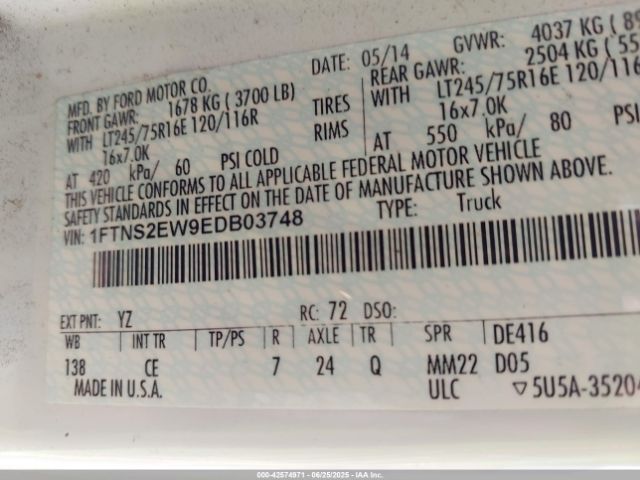 MFD. BY FORD MOTOR CO. DATE: 05/14 GVWR: 4037 KG ( 89
FRONT GAWR: 1678 KG ( 3700 LB) REAR GAWR: 2504 KG ( 55
WITH LT245/75R16E 120/116R TIRES WITH LT245/75R16E 120/116
16x7.0K RIMS 16x7.0K
AT 420 kPa/ 60 PSI COLD AT 550 kPa/ 80 P
THIS VEHICLE CONFORMS TO ALL APPLICABLE FEDERAL MOTOR VEHICLE
SAFETY STANDARDS IN EFFECT ON THE DATE OF MANUFACTURE SHOWN ABOVE.
VIN: 1FTNS2EW9EDB03748 TYPE: Truck
EXT PNT: YZ RC: 72 DSO:
WB INT TR TP/PS R AXLE TR SPR DE416
138 CE 7 24 Q MM22 D05
MADE IN U.S.A. ULC ▽5U5A-35204
000-42574971 - 06/25/2025 - IAAI, Inc.